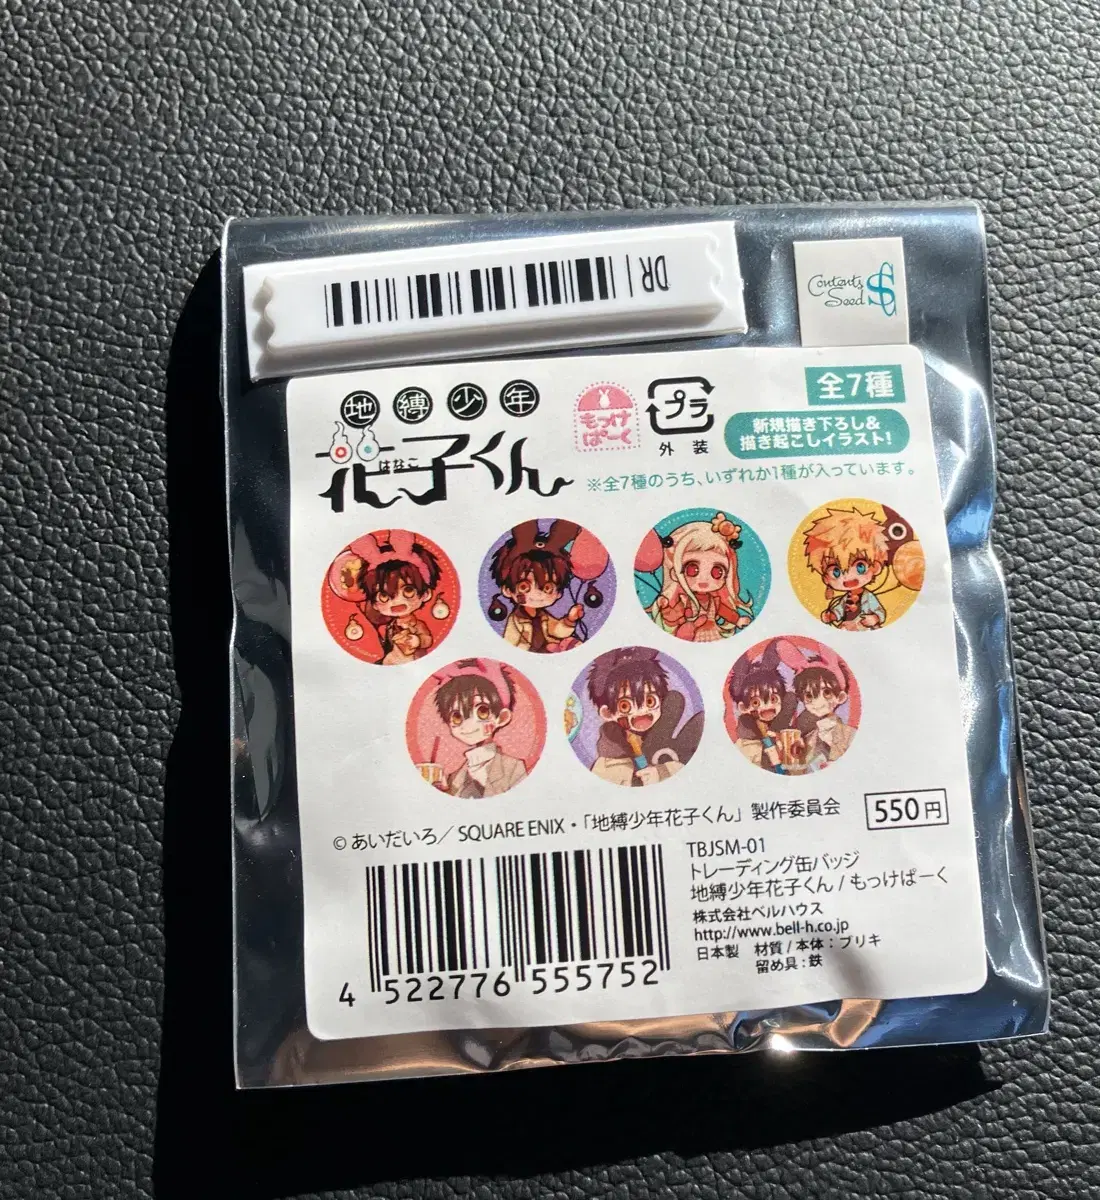 DR
Contents
Seed
地縛少年
花子くん
はなこ
もっけ
ぱーく
プラ
外装
全7種
新規描き下ろし&
描き起こしイラスト!
※全7種のうち、いずれか1種が入っています。
© あいだいろ/ SQUARE ENIX・「地縛少年花子くん」製作委員会
550円
TBJSM-01
トレーディング缶バッジ
地縛少年花子くん / もっけぱーく
株式会社ベルハウス
http://www.bell-h.co.jp
日本製 材質/本体:ブリキ
留め具:鉄
4 522776 555752